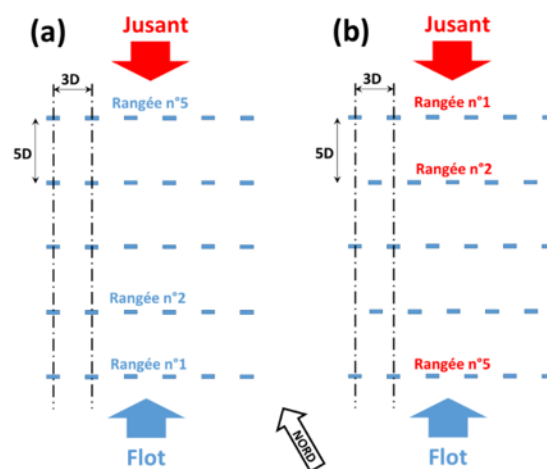 (a)
Jusant
3D
Rangée n°5
5D
Rangée n°2
Rangée n°1
Flot
NORD
(b)
Jusant
3D
Rangée n°1
5D
Rangée n°2
Rangée n°5
Flot